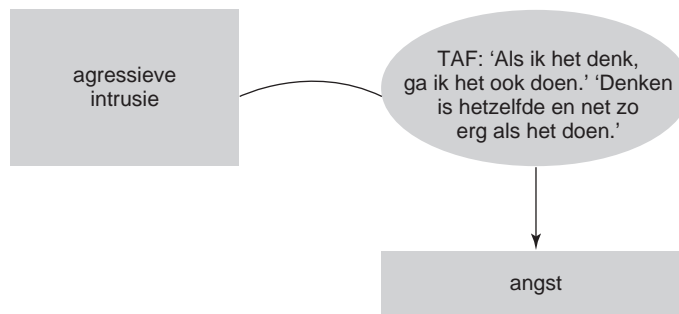 agressieve
intrusie
TAF: ‘Als ik het denk,
ga ik het ook doen.’ ‘Denken
is hetzelfde en net zo
erg als het doen.’
angst